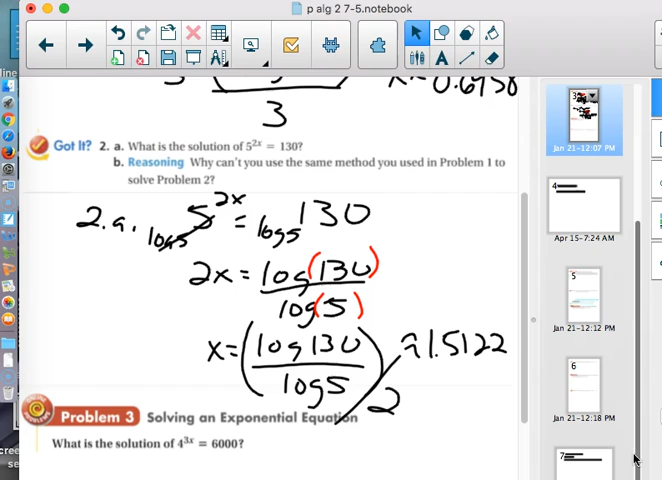 p alg 2 7-5.notebook
3
x≈0.6958
3
Got It? 2. a. What is the solution of 5^2x = 130?
b. Reasoning Why can't you use the same method you used in Problem 1 to
solve Problem 2?
2.a. log5 5^2x = log5 130
2x = log(130)
log(5)
x = (log130
log5) / 2 ≈1.5122
Problem 3 Solving an Exponential Equation
What is the solution of 4^3x = 6000?
3
Jan 21-12:07 PM
4
Apr 15-7:24 AM
5
Jan 21-12:12 PM
6
Jan 21-12:18 PM
7